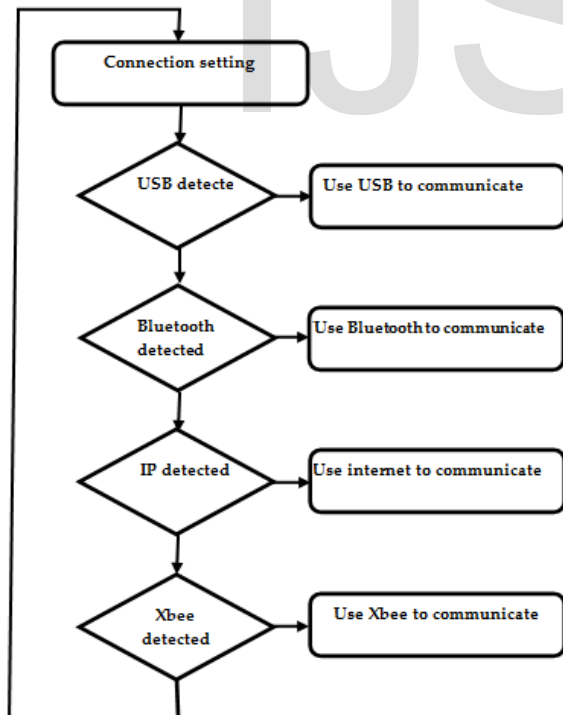 IJS
Connection setting
USB detecte
Use USB to communicate
Bluetooth
detected
Use Bluetooth to communicate
IP detected
Use internet to communicate
Xbee
detected
Use Xbee to communicate